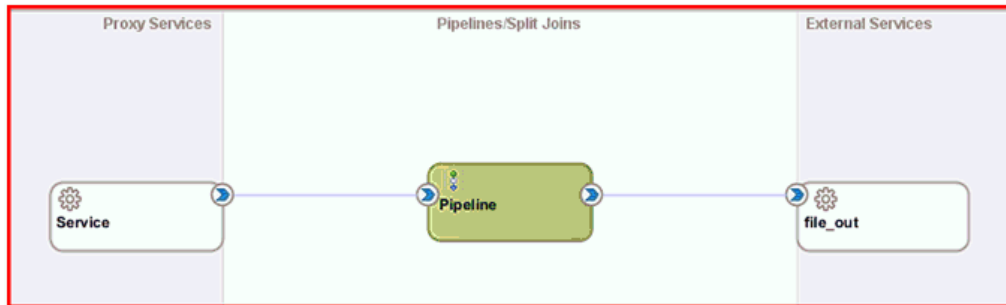 Proxy Services
Pipelines/Split Joins
External Services
Service
Pipeline
file_out